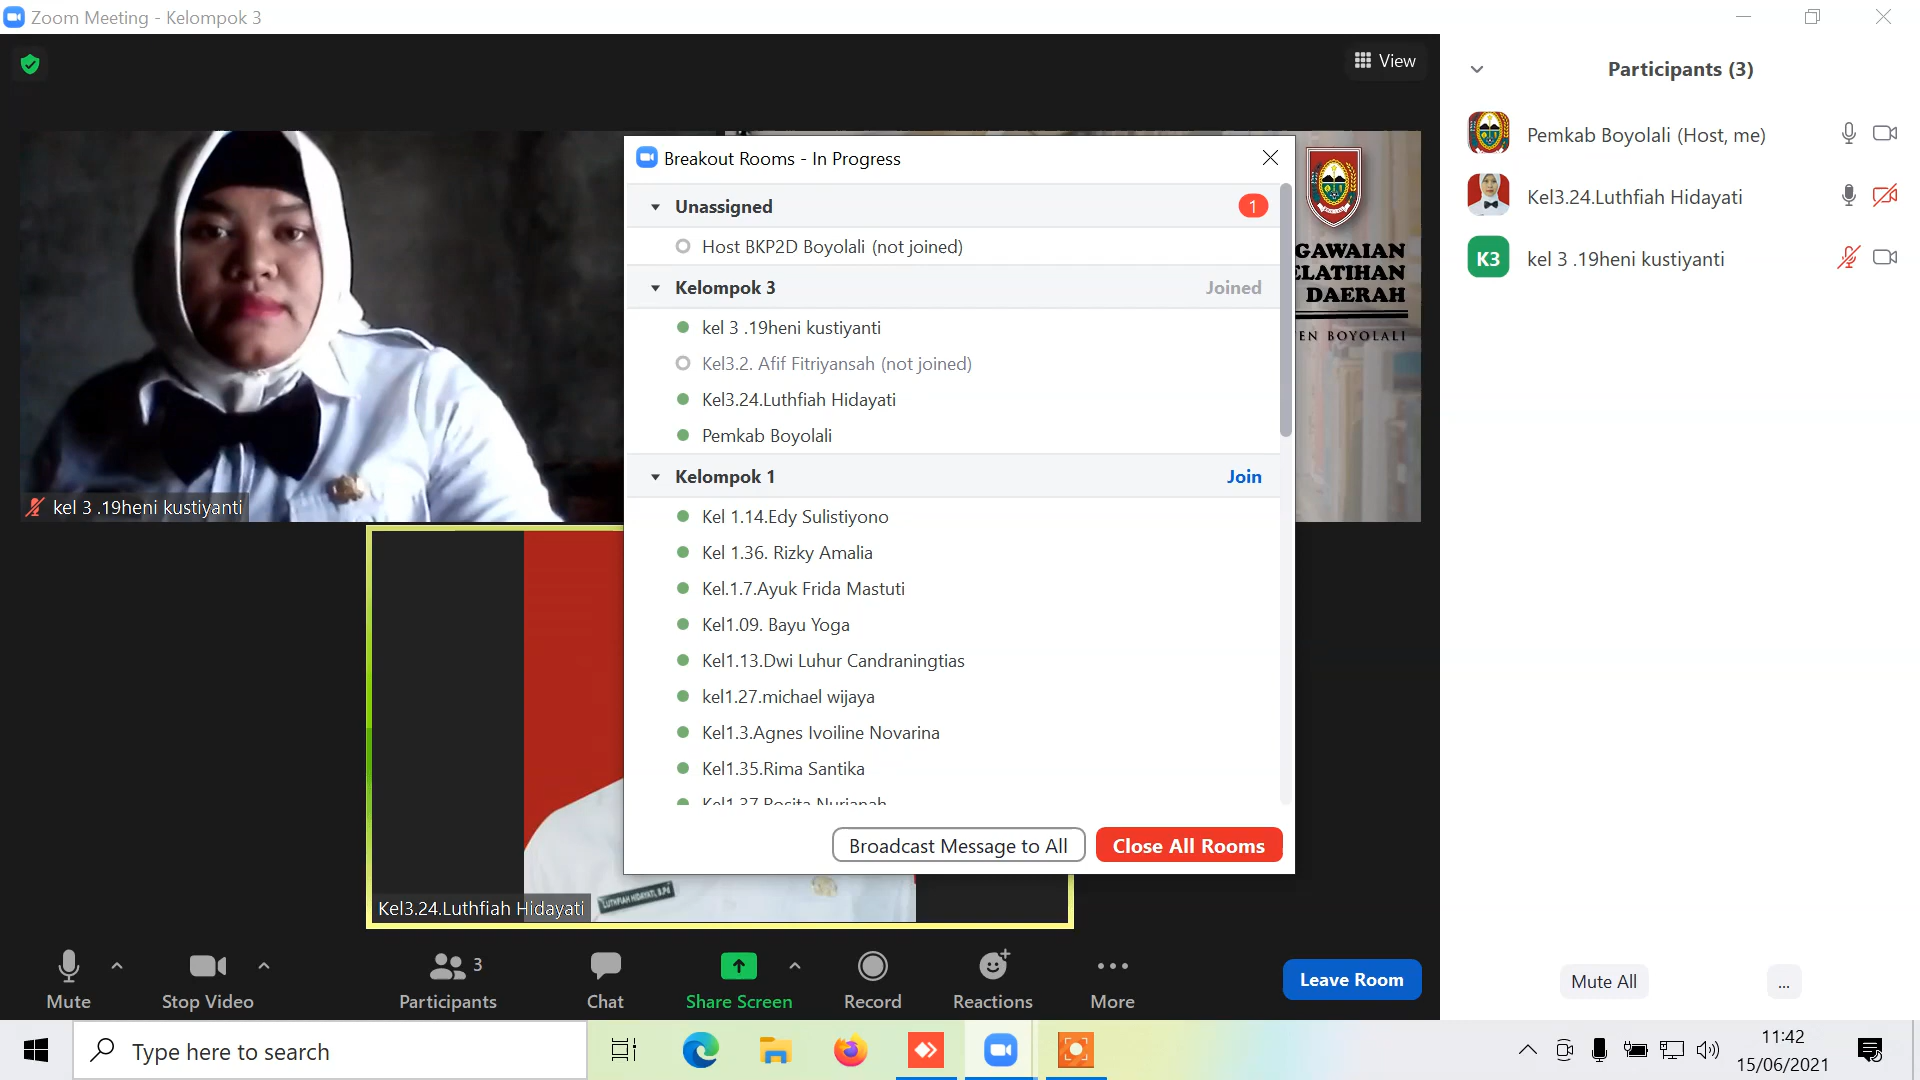 Zoom Meeting - Kelompok 3
View
Participants (3)
Pemkab Boyolali (Host, me)
Kel3.24.Luthfiah Hidayati
K3
kel 3 .19heni kustiyanti
Breakout Rooms - In Progress
Unassigned
1
Host BKP2D Boyolali (not joined)
Kelompok 3
Joined
kel 3 .19heni kustiyanti
Kel3.2. Afif Fitriyansah (not joined)
Kel3.24.Luthfiah Hidayati
Pemkab Boyolali
Kelompok 1
Join
Kel 1.14.Edy Sulistiyono
Kel 1.36. Rizky Amalia
Kel.1.7.Ayuk Frida Mastuti
Kel1.09. Bayu Yoga
Kel1.13.Dwi Luhur Candraningtias
kel1.27.michael wijaya
Kel1.3.Agnes Ivoiline Novarina
Kel1.35.Rima Santika
Broadcast Message to All
Close All Rooms
GAWAIAN
ELATIHAN
DAERAH
EN BOYOLALI
kel 3 .19heni kustiyanti
LUTHFIAH HIDAYATI, S.Pd
Kel3.24.Luthfiah Hidayati
Mute
Stop Video
3
Participants
Chat
Share Screen
Record
Reactions
More
Leave Room
Mute All
...
Type here to search
11:42
15/06/2021